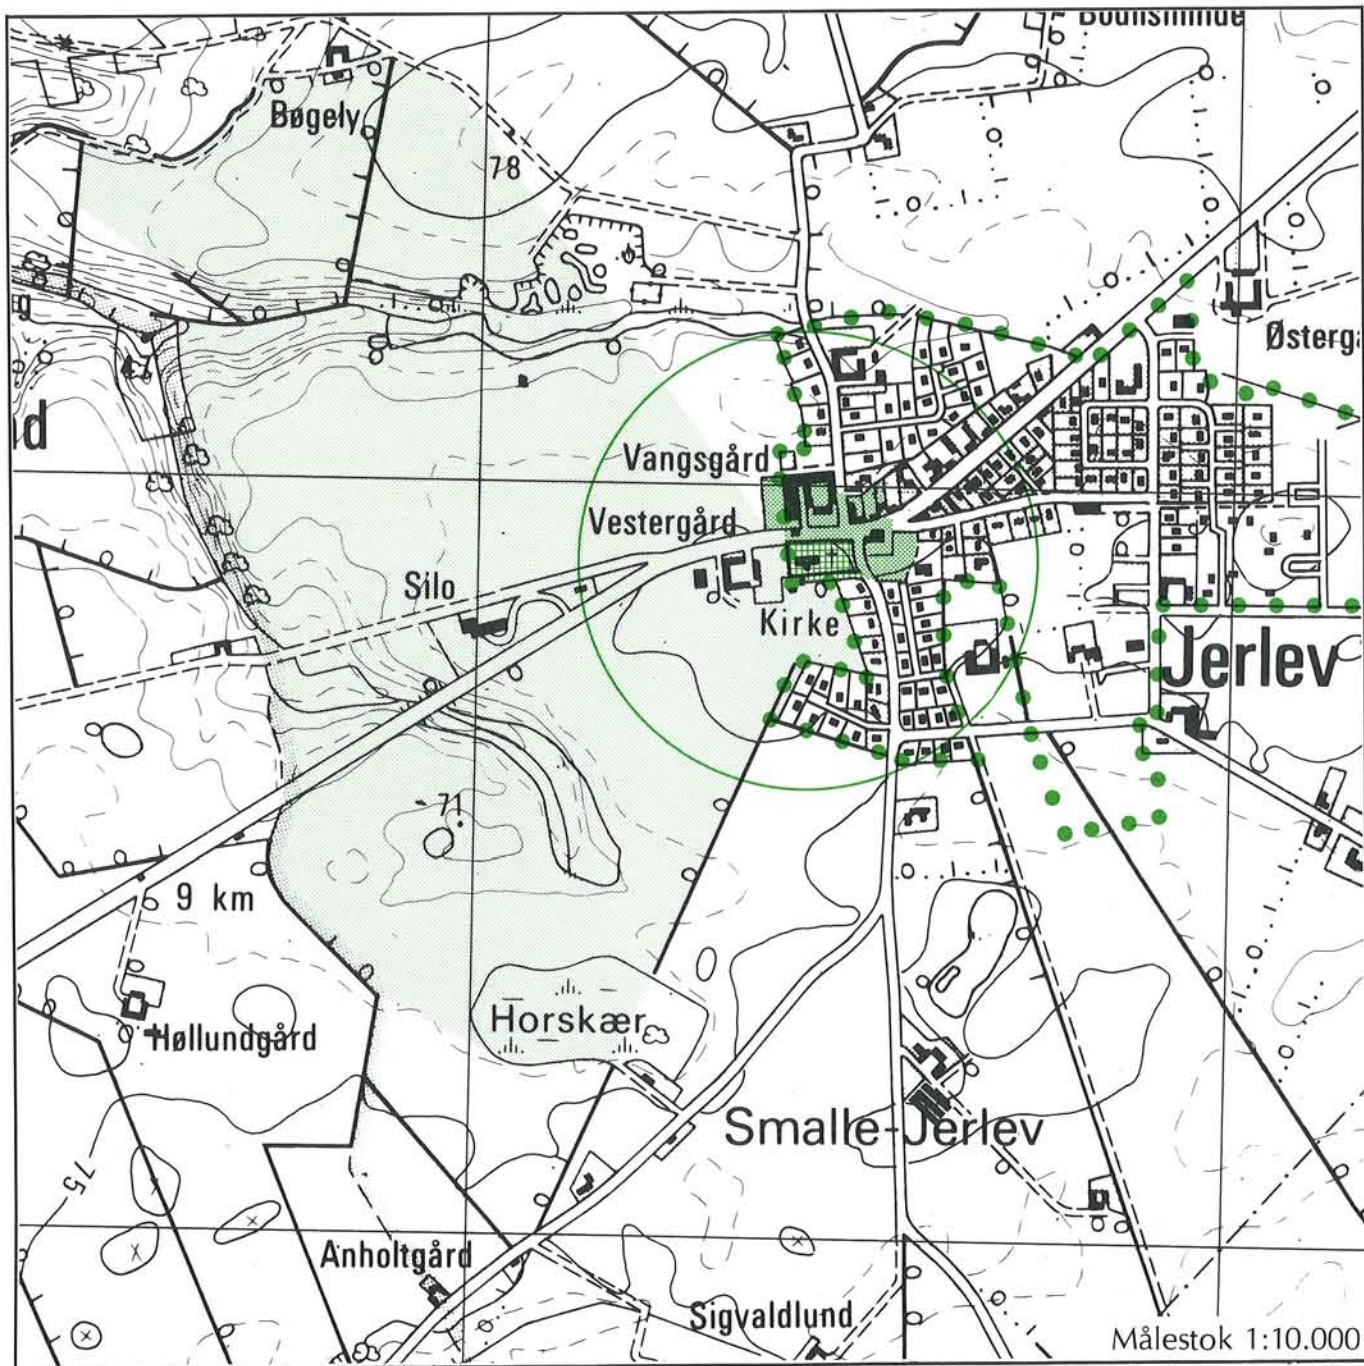 Bøgely
78
Østerg
d
Vangsgård
Vestergård
Silo
Kirke
Jerlev
71
9 km
Horskær
Høllundgård
Smalle-Jerlev
75
Anholtgård
Sigvaldlund
Målestok 1:10.000